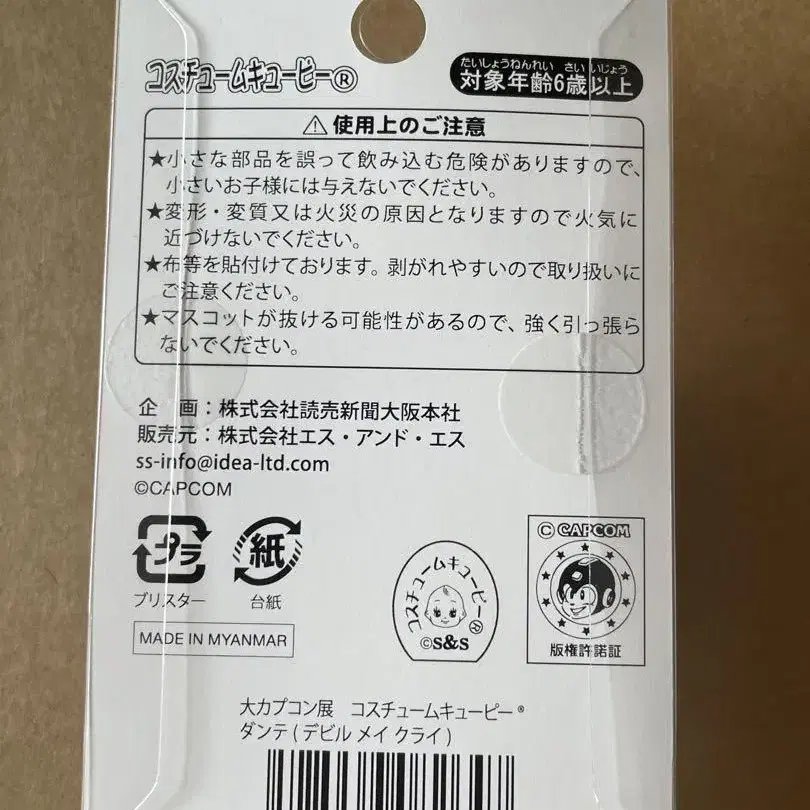 コスチュームキューピー®
たいしょうねんれい さい いじょう
対象年齢6歳以上
⚠使用上のご注意
★小さな部品を誤って飲み込む危険がありますので、
小さいお子様には与えないでください。
★変形・変質又は火災の原因となりますので火気に
近づけないでください。
★布等を貼付けております。剥がれやすいので取り扱いに
ご注意ください。
★マスコットが抜ける可能性があるので、強く引っ張ら
ないでください。
企 画：株式会社読売新聞大阪本社
販売元：株式会社エス・アンド・エス
ss-info@idea-ltd.com
©CAPCOM
プラ
ブリスター
紙
台紙
MADE IN MYANMAR
コスチュームキューピー®
©S&S
© CAPCOM
版権許諾証
大カプコン展 コスチュームキューピー®
ダンテ(デビル メイ クライ)